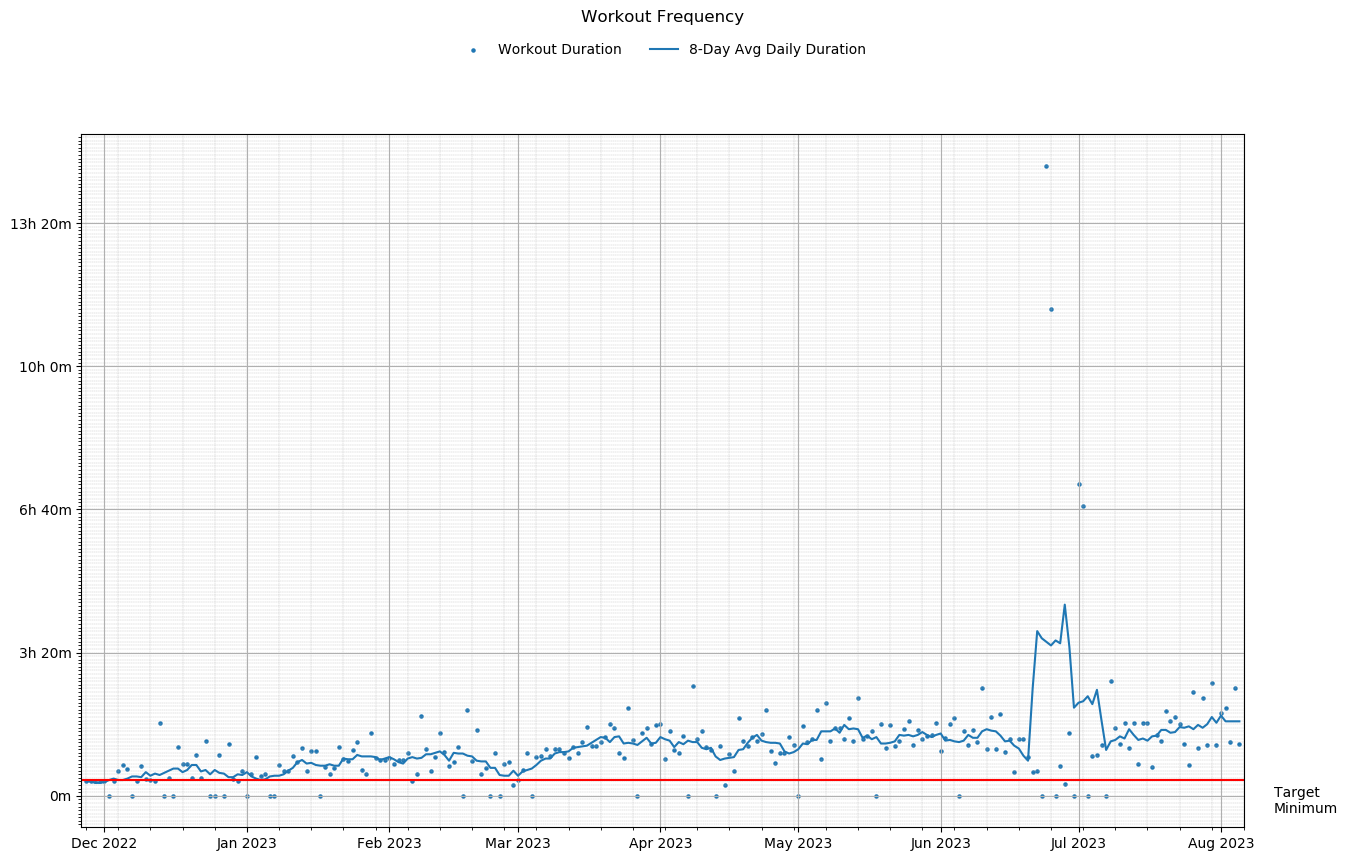 Workout Frequency
Workout Duration
8-Day Avg Daily Duration
13h 20m
10h 0m
6h 40m
3h 20m
0m
Target
Minimum
Dec 2022
Jan 2023
Feb 2023
Mar 2023
Apr 2023
May 2023
Jun 2023
Jul 2023
Aug 2023